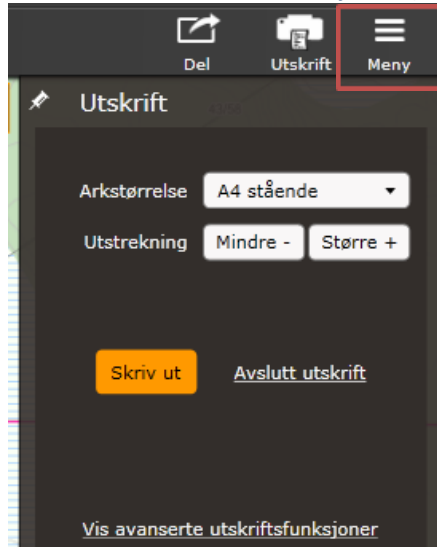 Del Utskrift Meny
Utskrift
Arkstørrelse A4 stående
Utstrekning Mindre - Større +
Skriv ut Avslutt utskrift
Vis avanserte utskriftsfunksjoner